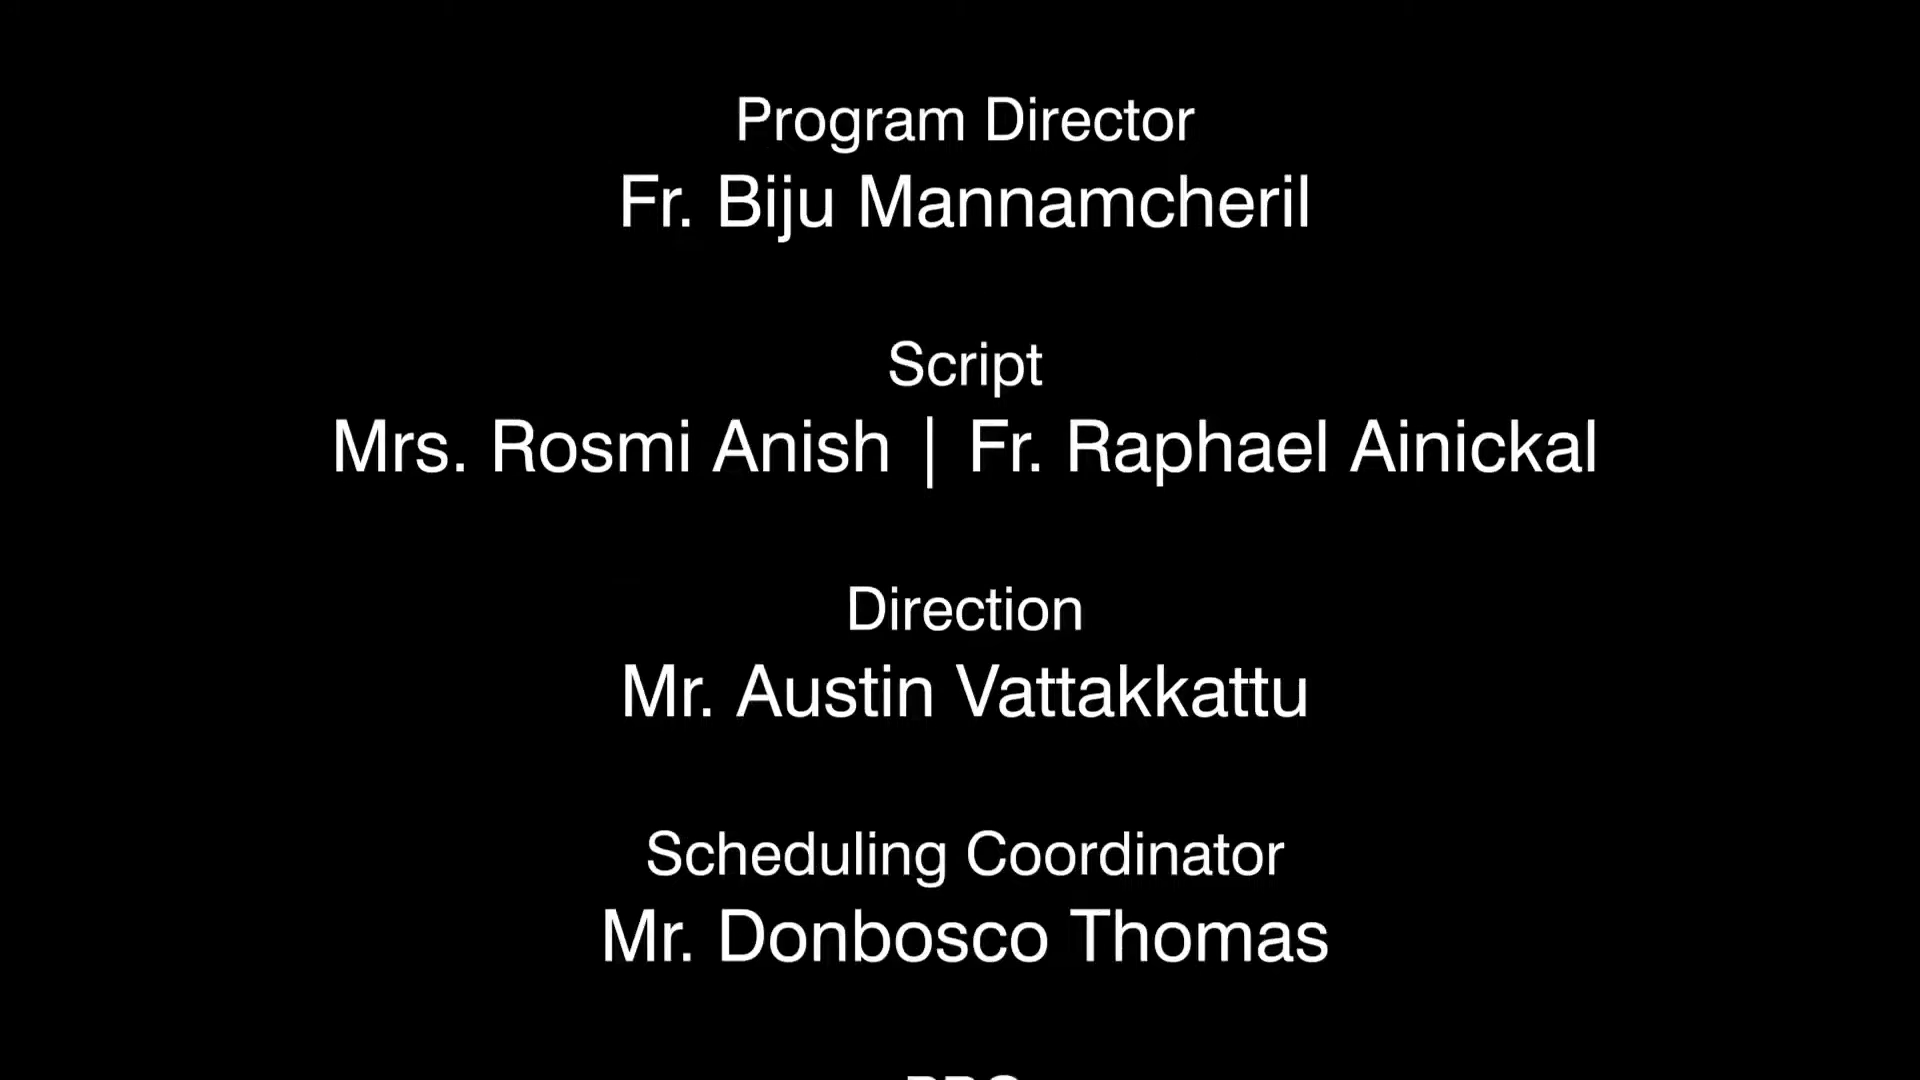 Program Director
Fr. Biju Mannamcheril
Script
Mrs. Rosmi Anish | Fr. Raphael Ainickal
Direction
Mr. Austin Vattakkattu
Scheduling Coordinator
Mr. Donbosco Thomas